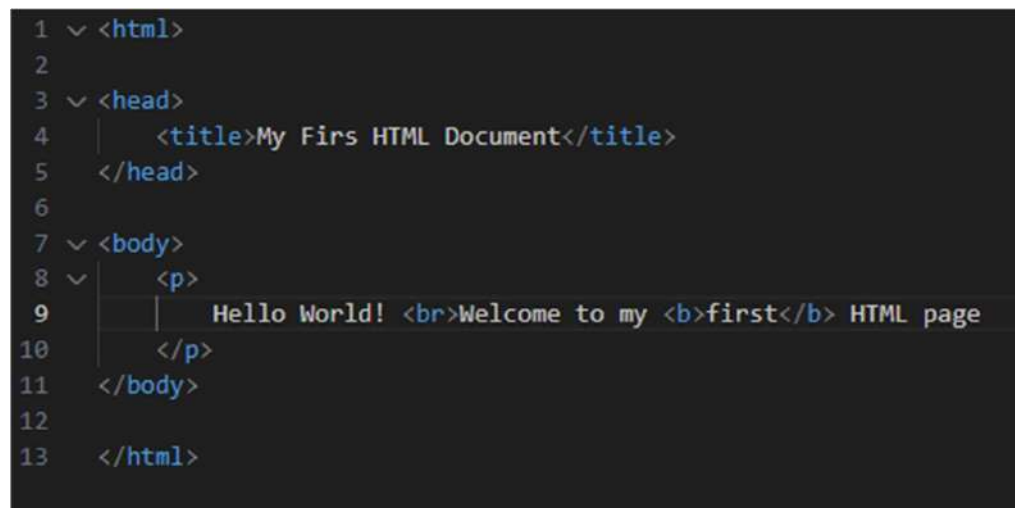 1 <html>
2
3 <head>
4 <title>My Firs HTML Document</title>
5 </head>
6
7 <body>
8 <p>
9 Hello World! <br>Welcome to my <b>first</b> HTML page
10 </p>
11 </body>
12
13 </html>